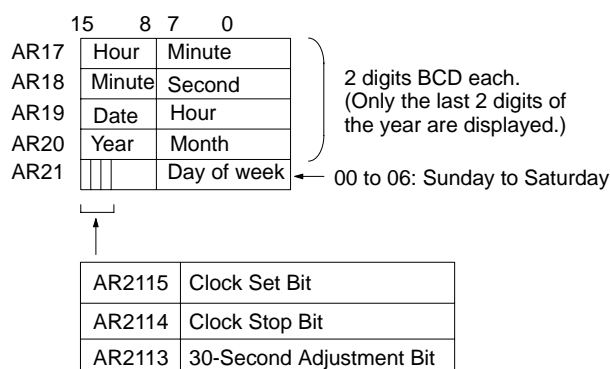 15 8 7 0
AR17 Hour Minute
AR18 Minute Second
AR19 Date Hour
AR20 Year Month
AR21 Day of week
2 digits BCD each.
(Only the last 2 digits of
the year are displayed.)
00 to 06: Sunday to Saturday
AR2115 Clock Set Bit
AR2114 Clock Stop Bit
AR2113 30-Second Adjustment Bit